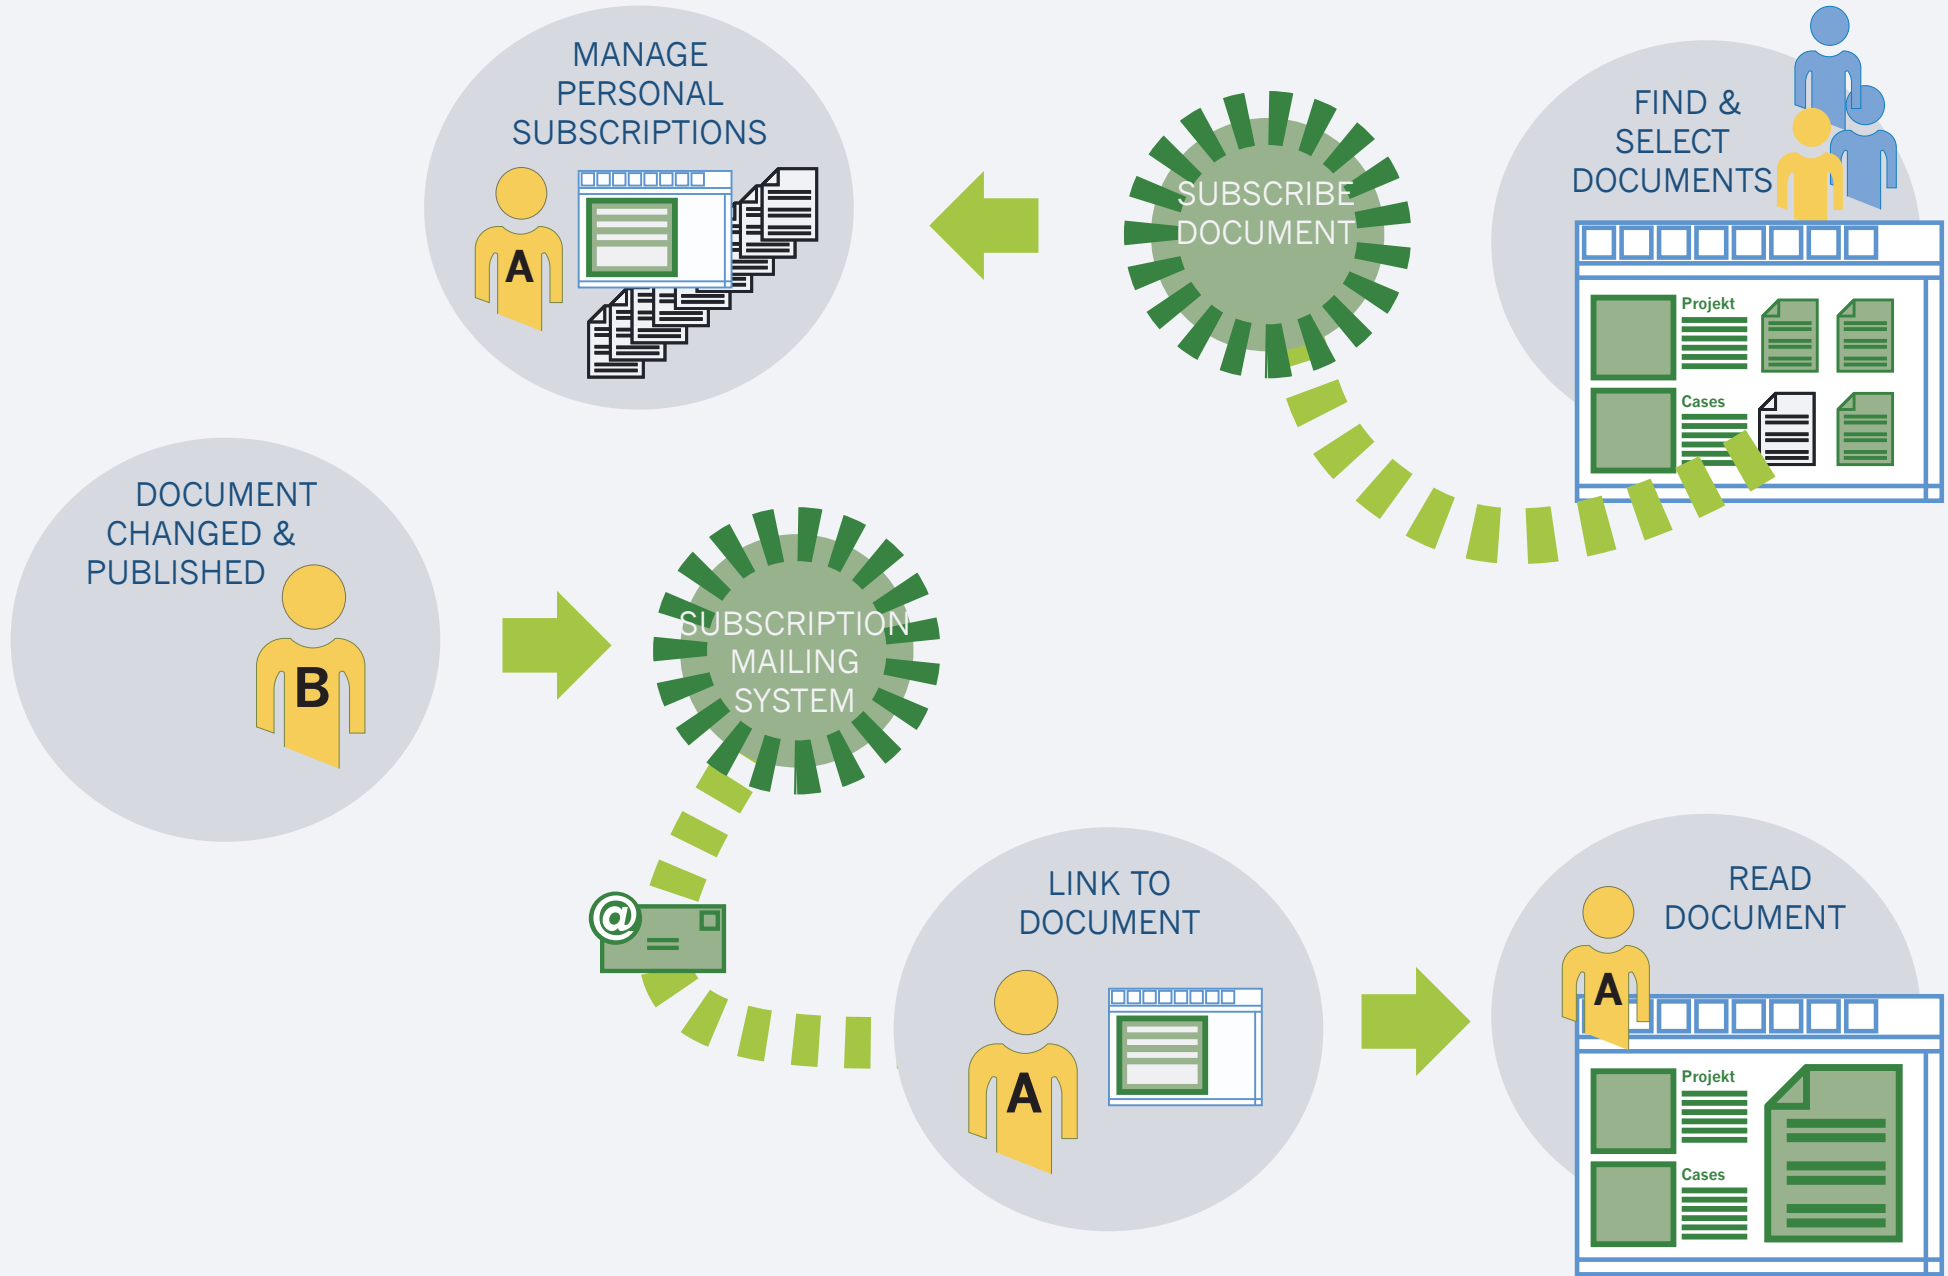 MANAGE
PERSONAL
SUBSCRIPTIONS
A
SUBSCRIBE
DOCUMENT
FIND &
SELECT
DOCUMENTS
Projekt
Cases
DOCUMENT
CHANGED &
PUBLISHED
B
SUBSCRIPTION
MAILING
SYSTEM
@
LINK TO
DOCUMENT
A
READ
DOCUMENT
A
Projekt
Cases